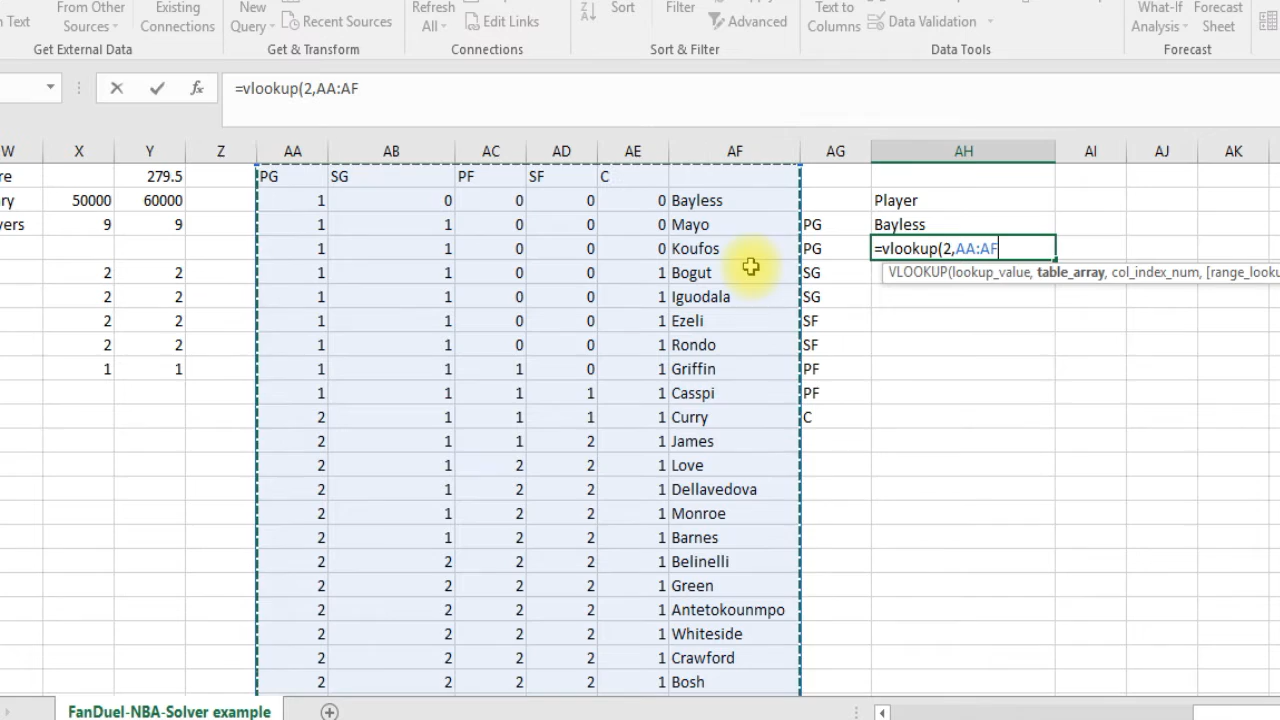 From Other Existing New Recent Sources Refresh Edit Links Sort Filter Advanced Text to Data Validation What-If Forecast
n Text Sources Connections Query All Columns Analysis Sheet
Get External Data Get & Transform Connections Sort & Filter Data Tools Forecast
fx =vlookup(2,AA:AF
W X Y Z AA AB AC AD AE AF AG AH AI AJ AK
re 279.5 PG SG PF SF C
ary 50000 60000 1 0 0 0 0 Bayless Player
yers 9 9 1 1 0 0 0 Mayo PG Bayless
1 1 0 0 0 Koufos PG =vlookup(2,AA:AF
2 2 1 1 0 0 1 Bogut SG VLOOKUP(lookup_value, table_array, col_index_num, [range_looku
2 2 1 1 0 0 1 Iguodala SG
2 2 1 1 0 0 1 Ezeli SF
2 2 1 1 0 0 1 Rondo SF
1 1 1 1 1 0 1 Griffin PF
1 1 1 1 1 Casspi PF
2 1 1 1 1 Curry C
2 1 1 2 1 James
2 1 2 2 1 Love
2 1 2 2 1 Dellavedova
2 1 2 2 1 Monroe
2 1 2 2 1 Barnes
2 2 2 2 1 Belinelli
2 2 2 2 1 Green
2 2 2 2 1 Antetokounmpo
2 2 2 2 1 Whiteside
2 2 2 2 1 Crawford
2 2 2 2 1 Bosh
FanDuel-NBA-Solver example